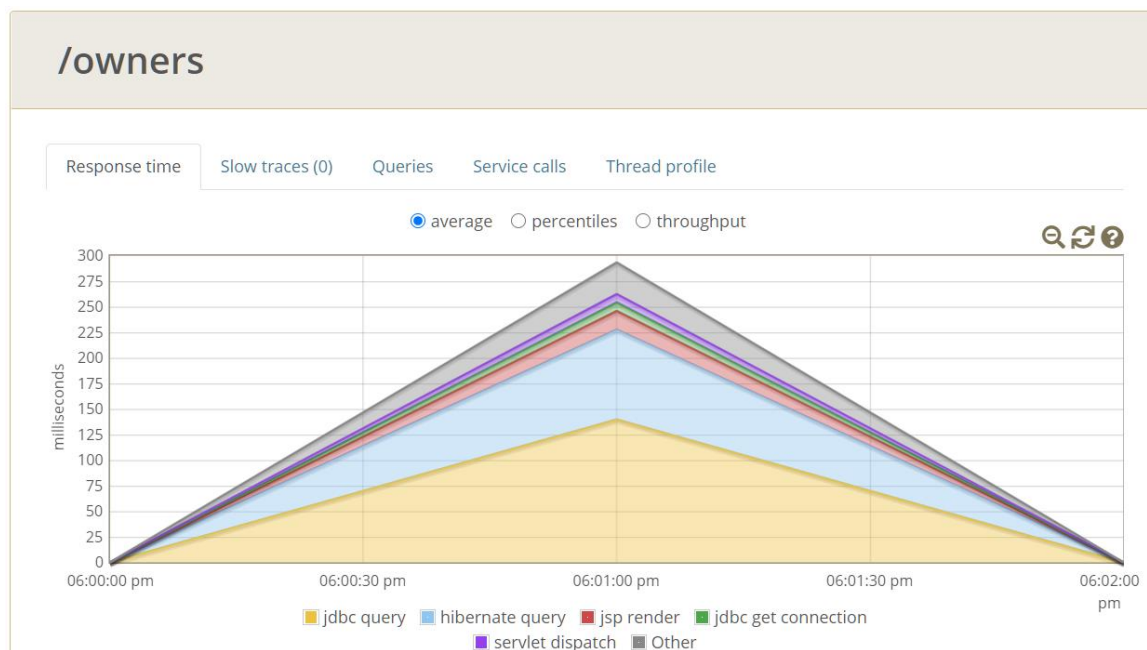 /owners
Response time Slow traces (0) Queries Service calls Thread profile
average percentiles throughput
300
275
250
225
200
175
150
125
100
75
50
25
0
milliseconds
06:00:00 pm 06:00:30 pm 06:01:00 pm 06:01:30 pm 06:02:00
pm
jdbc query hibernate query jsp render jdbc get connection
servlet dispatch Other